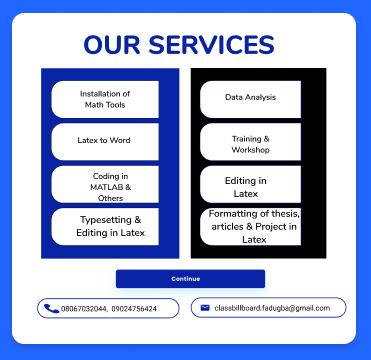 OUR SERVICES
Installation of
Math Tools
Latex to Word
Coding in
MATLAB &
Others
Typesetting &
Editing in Latex
Data Analysis
Training &
Workshop
Editing in
Latex
Formatting of thesis,
articles & Project in
Latex
Continue
08067032044, 09024756424
classbillboard.fadugba@gmail.com